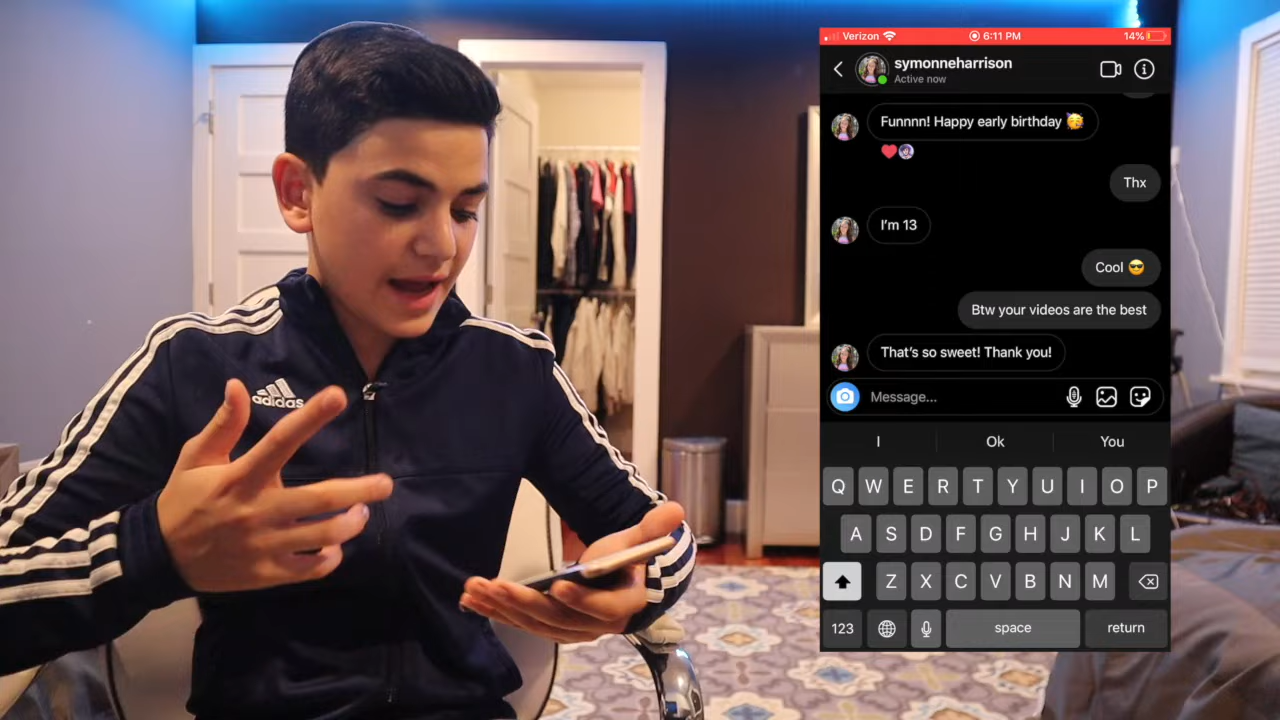 adidas
Verizon 6:11 PM 14%
symonneharrison
Active now
Funnnn! Happy early birthday 🥳
Thx
I'm 13
Cool 😎
Btw your videos are the best
That's so sweet! Thank you!
Message...
I Ok You
Q W E R T Y U I O P
A S D F G H J K L
Z X C V B N M
123 space return